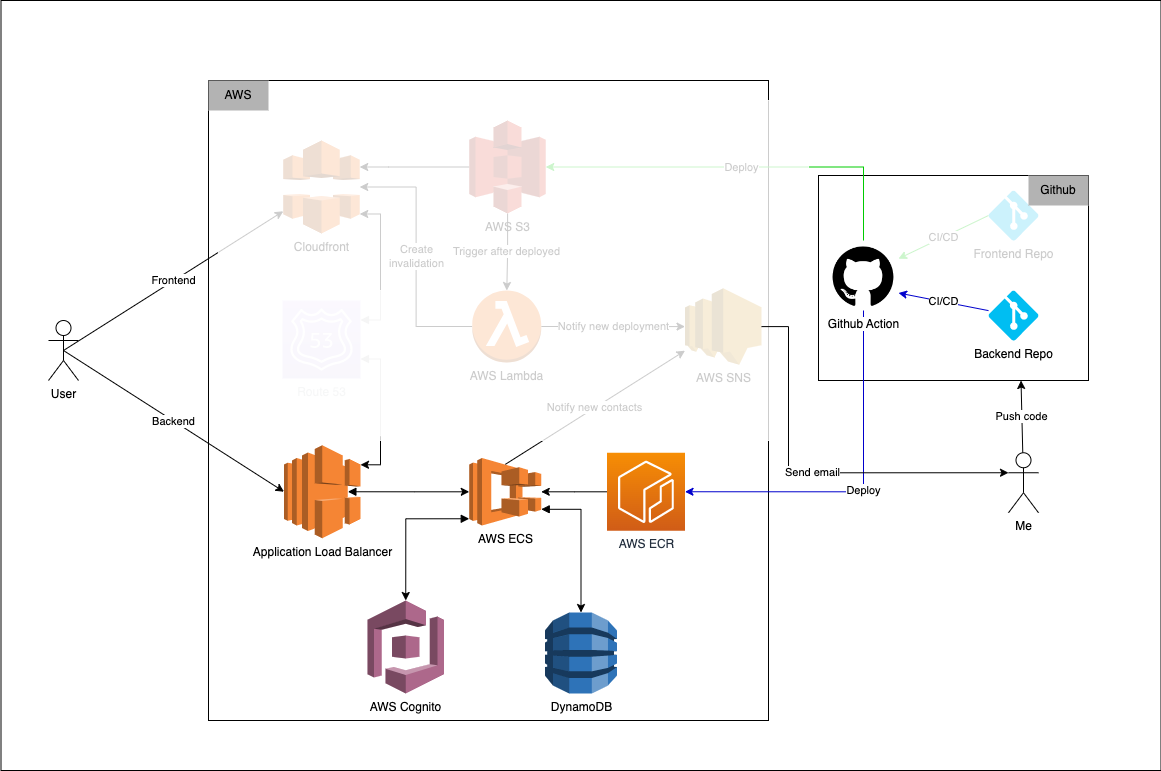 AWS
Github
Deploy
AWS S3
Cloudfront
CI/CD
Frontend Repo
Create
invalidation
Trigger after deployed
Frontend
CI/CD
Github Action
Notify new deployment
User
Backend Repo
AWS Lambda
AWS SNS
Route 53
Notify new contacts
Push code
Backend
Send email
Deploy
Me
AWS ECS
AWS ECR
Application Load Balancer
AWS Cognito
DynamoDB